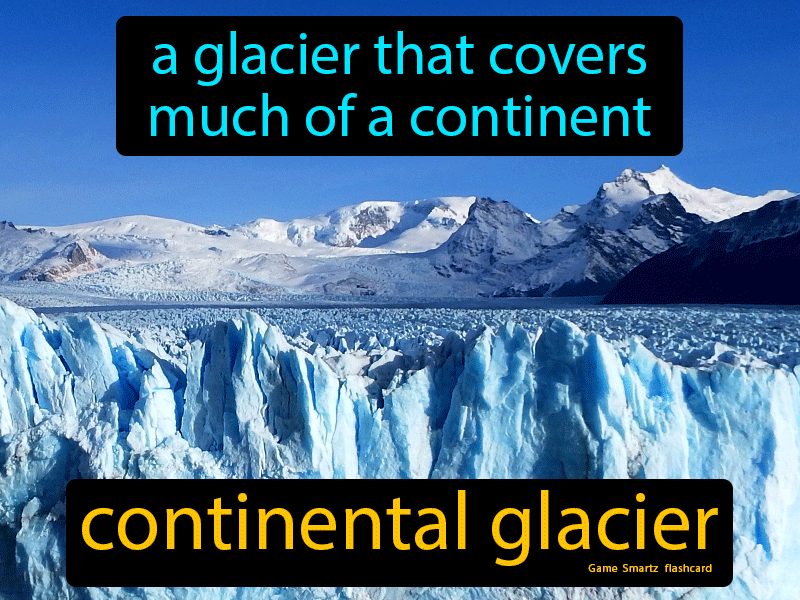 a glacier that covers
much of a continent
continental glacier
Game Smartz flashcard